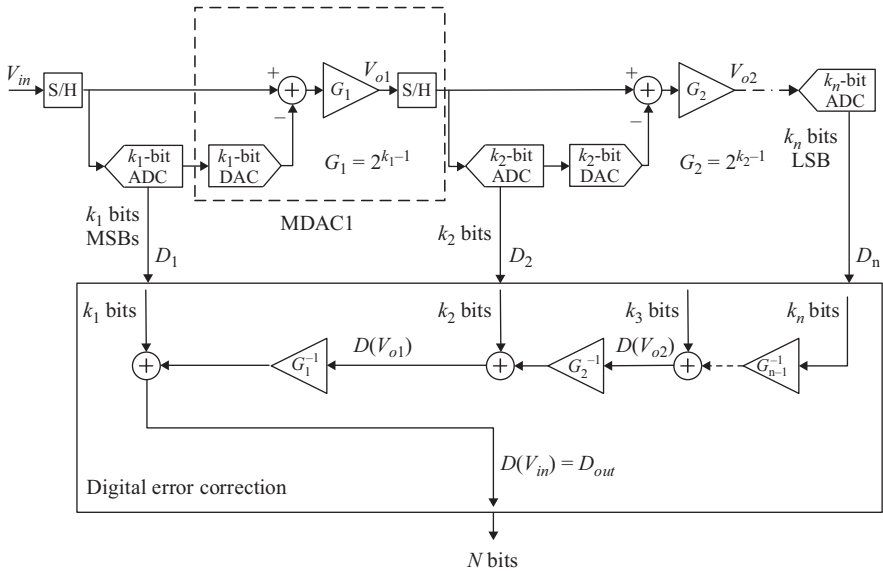 V_in
S/H
+
−
+
G_1
V_o1
S/H
+
−
+
G_2
V_o2
k_n-bit
ADC
k_1-bit
ADC
k_1-bit
DAC
G_1 = 2^{k_1−1}
k_2-bit
ADC
k_2-bit
DAC
G_2 = 2^{k_2−1}
k_n bits
LSB
MDAC1
k_1 bits
MSBs
k_2 bits
D_1
D_2
D_n
k_1 bits
k_2 bits
k_3 bits
k_n bits
+
G_1^{−1}
D(V_o1)
+
G_2^{−1}
D(V_o2)
+
G_{n−1}^{−1}
D(V_in) = D_out
Digital error correction
N bits